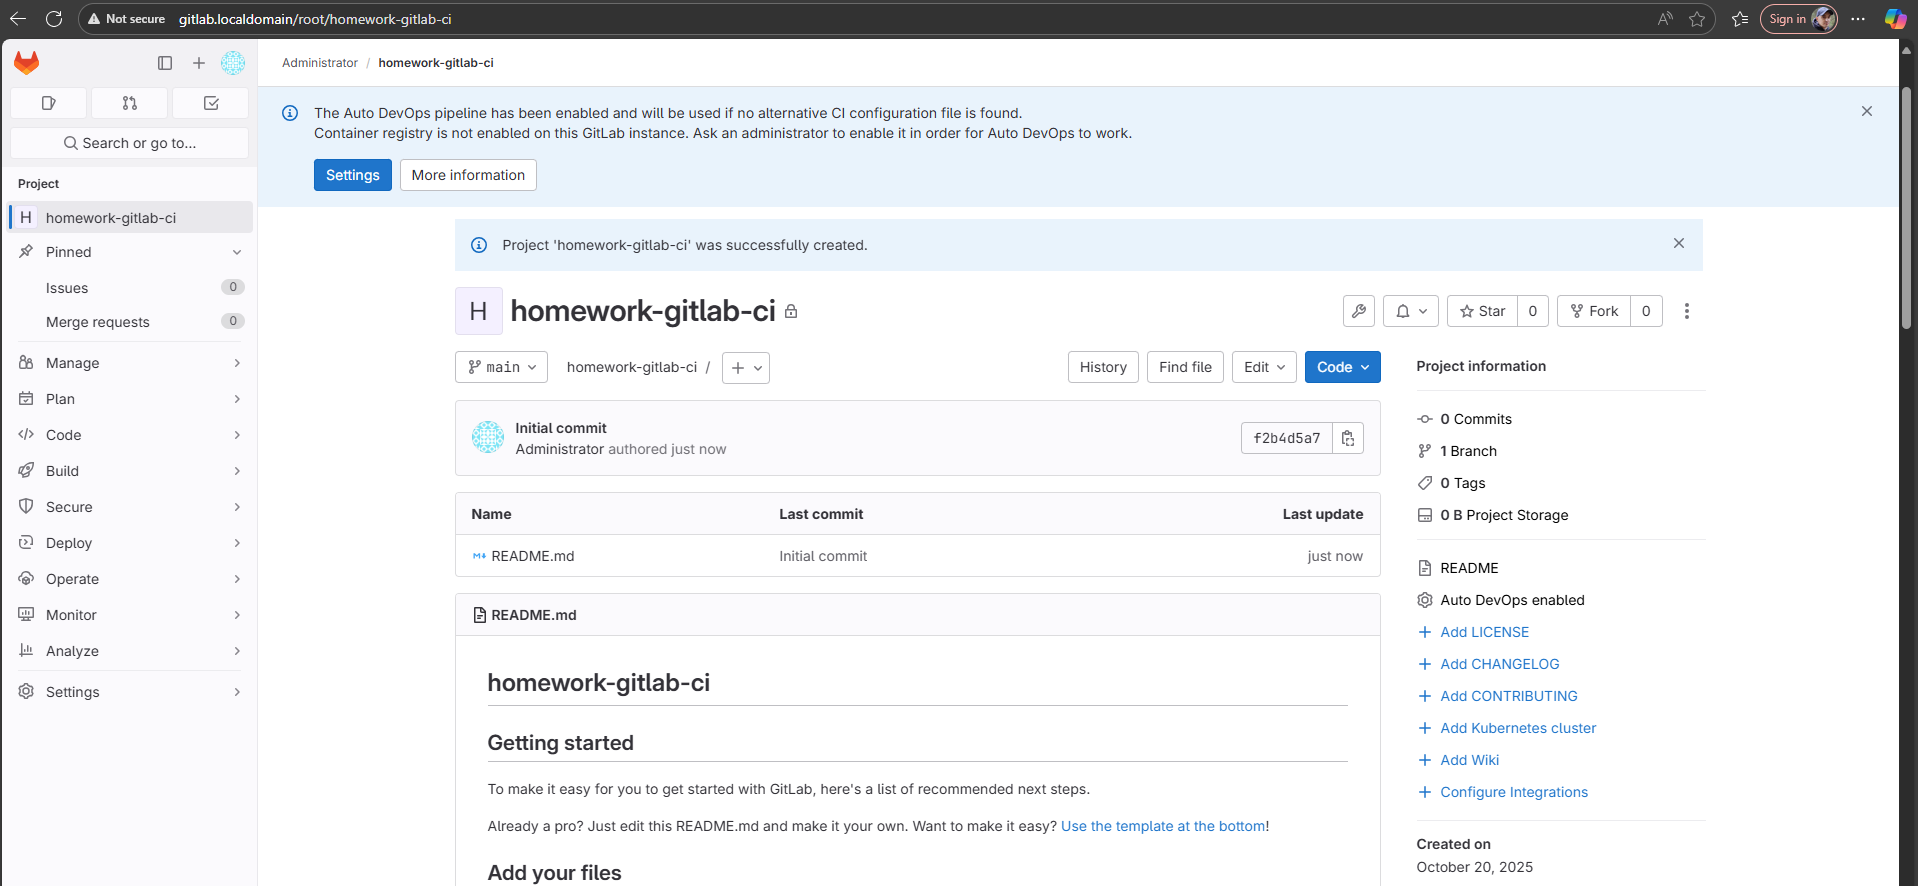 Not secure gitlab.localdomain/root/homework-gitlab-ci
Sign in
Administrator / homework-gitlab-ci
Search or go to...
Project
H homework-gitlab-ci
Pinned
Issues 0
Merge requests 0
Manage
Plan
Code
Build
Secure
Deploy
Operate
Monitor
Analyze
Settings
The Auto DevOps pipeline has been enabled and will be used if no alternative CI configuration file is found.
Container registry is not enabled on this GitLab instance. Ask an administrator to enable it in order for Auto DevOps to work.
Settings More information
Project 'homework-gitlab-ci' was successfully created.
H homework-gitlab-ci
Star 0 Fork 0
main homework-gitlab-ci / History Find file Edit Code
Initial commit
Administrator authored just now
f2b4d5a7
Name Last commit Last update
README.md Initial commit just now
README.md
homework-gitlab-ci
Getting started
To make it easy for you to get started with GitLab, here's a list of recommended next steps.
Already a pro? Just edit this README.md and make it your own. Want to make it easy? Use the template at the bottom!
Add your files
Project information
0 Commits
1 Branch
0 Tags
0 B Project Storage
README
Auto DevOps enabled
Add LICENSE
Add CHANGELOG
Add CONTRIBUTING
Add Kubernetes cluster
Add Wiki
Configure Integrations
Created on
October 20, 2025